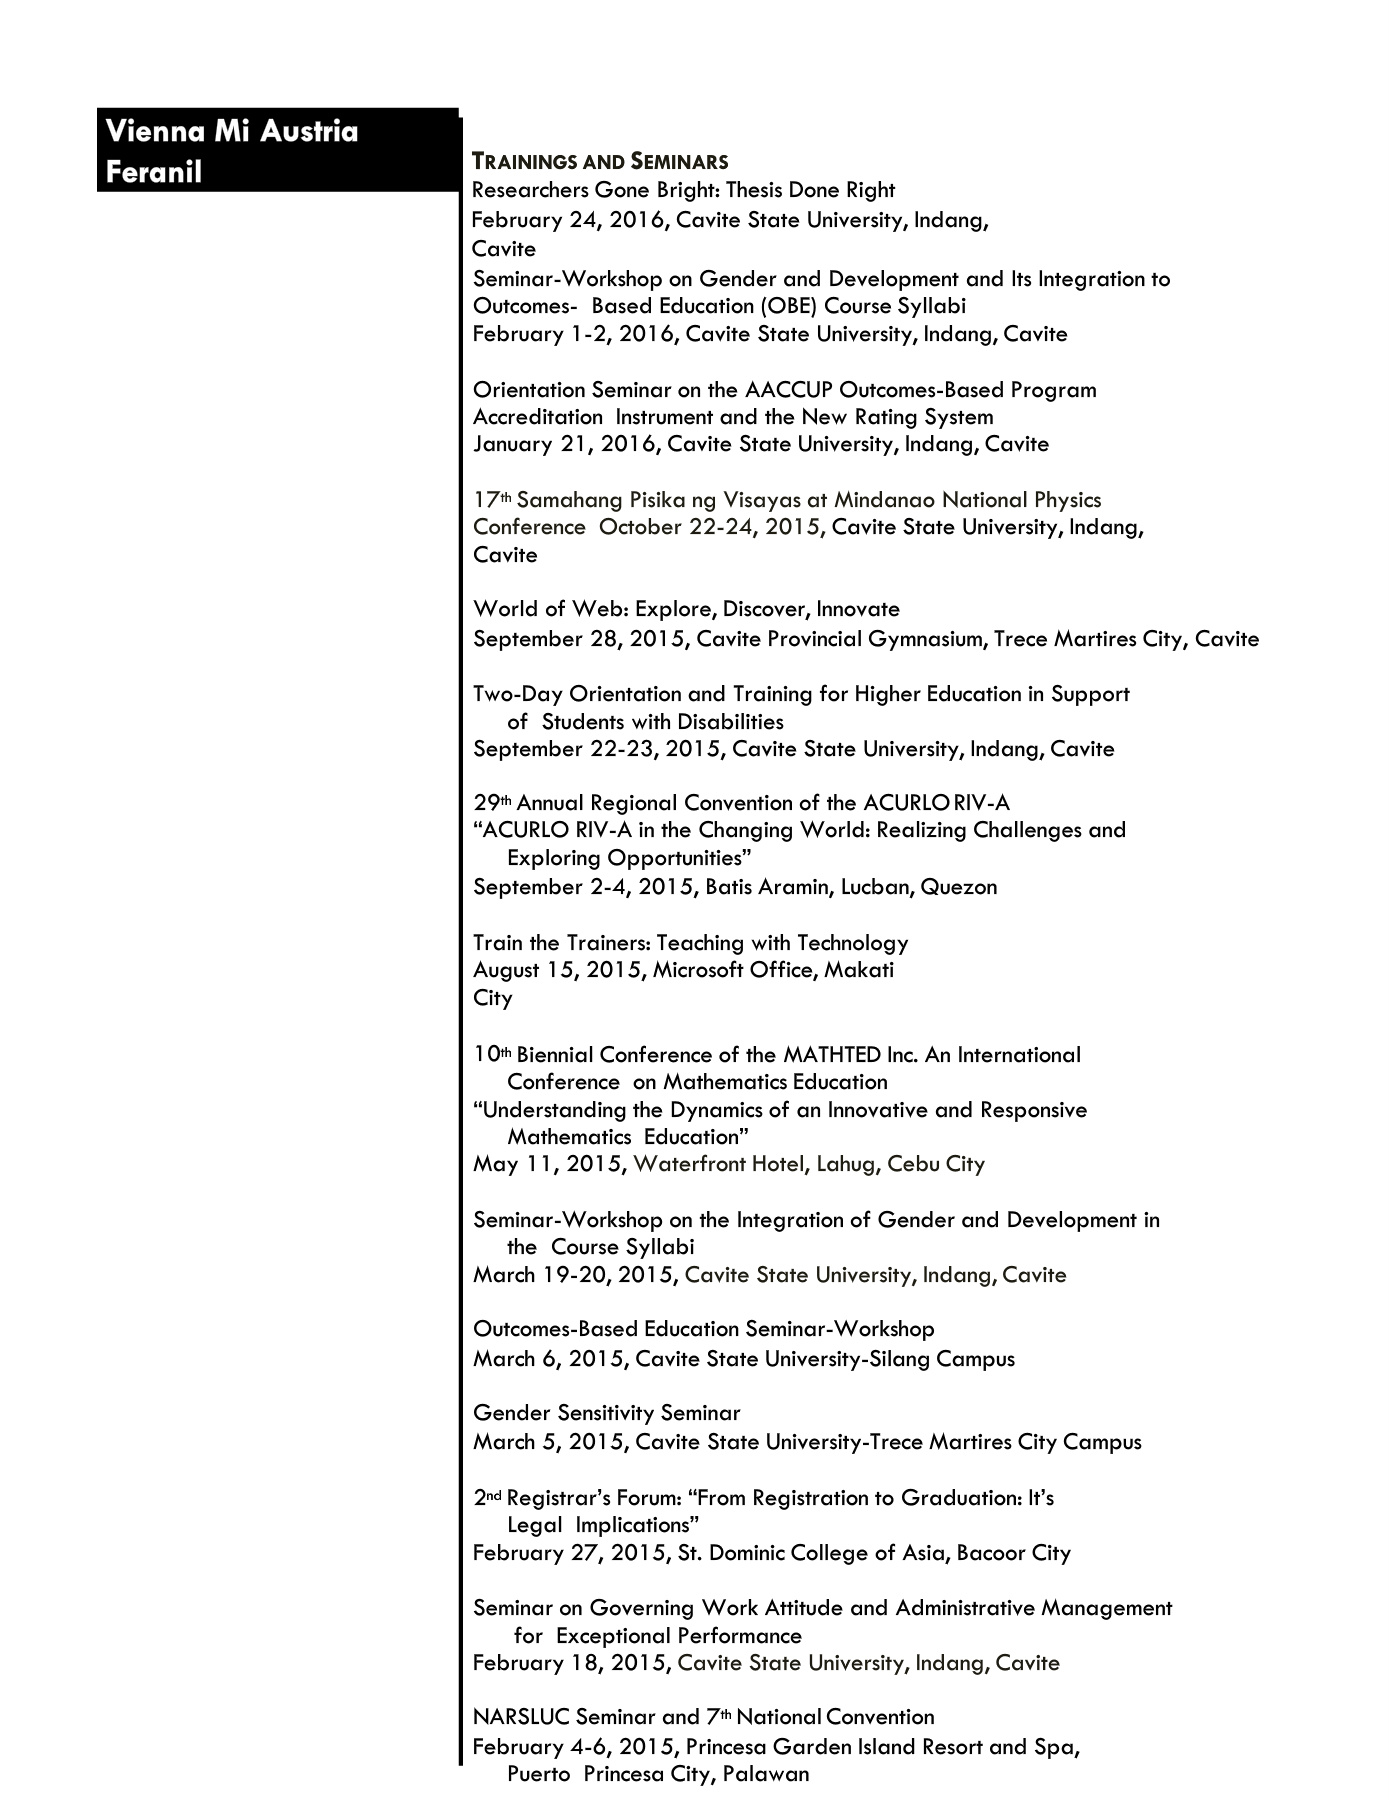 Vienna Mi Austria
Feranil
TRAININGS AND SEMINARS
Researchers Gone Bright: Thesis Done Right
February 24, 2016, Cavite State University, Indang,
Cavite
Seminar-Workshop on Gender and Development and Its Integration to
Outcomes- Based Education (OBE) Course Syllabi
February 1-2, 2016, Cavite State University, Indang, Cavite
Orientation Seminar on the AACCUP Outcomes-Based Program
Accreditation Instrument and the New Rating System
January 21, 2016, Cavite State University, Indang, Cavite
17th Samahang Pisika ng Visayas at Mindanao National Physics
Conference October 22-24, 2015, Cavite State University, Indang,
Cavite
World of Web: Explore, Discover, Innovate
September 28, 2015, Cavite Provincial Gymnasium, Trece Martires City, Cavite
Two-Day Orientation and Training for Higher Education in Support
of Students with Disabilities
September 22-23, 2015, Cavite State University, Indang, Cavite
29th Annual Regional Convention of the ACURLO RIV-A
“ACURLO RIV-A in the Changing World: Realizing Challenges and
Exploring Opportunities”
September 2-4, 2015, Batis Aramin, Lucban, Quezon
Train the Trainers: Teaching with Technology
August 15, 2015, Microsoft Office, Makati
City
10th Biennial Conference of the MATHTED Inc. An International
Conference on Mathematics Education
“Understanding the Dynamics of an Innovative and Responsive
Mathematics Education”
May 11, 2015, Waterfront Hotel, Lahug, Cebu City
Seminar-Workshop on the Integration of Gender and Development in
the Course Syllabi
March 19-20, 2015, Cavite State University, Indang, Cavite
Outcomes-Based Education Seminar-Workshop
March 6, 2015, Cavite State University-Silang Campus
Gender Sensitivity Seminar
March 5, 2015, Cavite State University-Trece Martires City Campus
2nd Registrar’s Forum: “From Registration to Graduation: It’s
Legal Implications”
February 27, 2015, St. Dominic College of Asia, Bacoor City
Seminar on Governing Work Attitude and Administrative Management
for Exceptional Performance
February 18, 2015, Cavite State University, Indang, Cavite
NARSLUC Seminar and 7th National Convention
February 4-6, 2015, Princesa Garden Island Resort and Spa,
Puerto Princesa City, Palawan